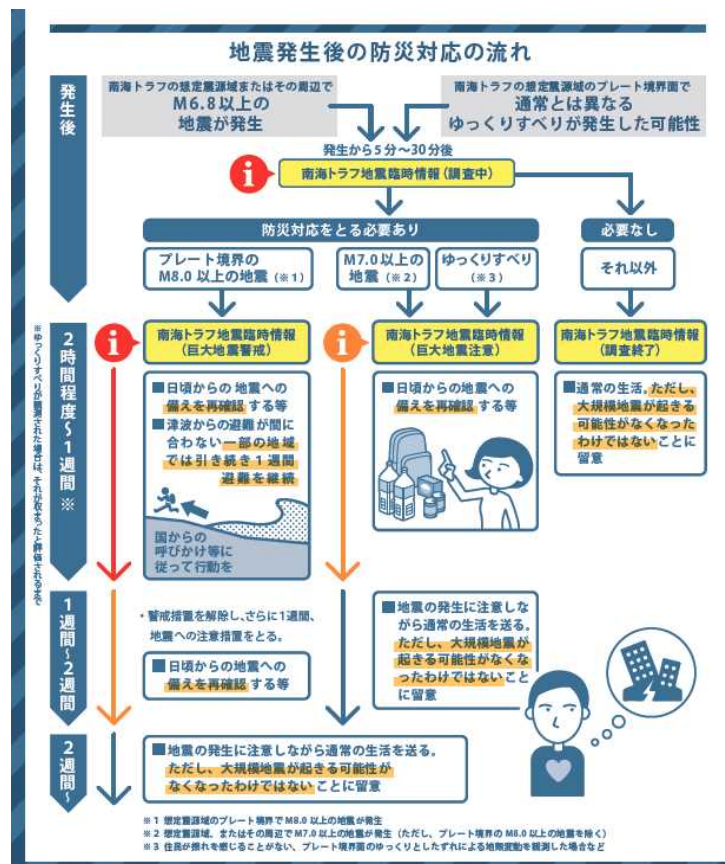 地震発生後の防災対応の流れ
発生後
南海トラフの想定震源域またはその周辺で
M6.8以上の
地震が発生
南海トラフの想定震源域のプレート境界面で
通常とは異なる
ゆっくりすべりが発生した可能性
発生から5分〜30分後
i
南海トラフ地震臨時情報(調査中)
防災対応をとる必要あり
必要なし
プレート境界の
M8.0以上の地震(※1)
M7.0以上の
地震(※2)
ゆっくりすべり
(※3)
それ以外
2時間程度〜1週間※
※ゆっくりすべりが観測された場合は、それが収まったと評価されるまで
i
南海トラフ地震臨時情報
(巨大地震警戒)
i
南海トラフ地震臨時情報
(巨大地震注意)
南海トラフ地震臨時情報
(調査終了)
■日頃からの地震への
備えを再確認する等
■津波からの避難が間に
合わない一部の地域
では引き続き1週間
避難を継続
国からの
呼びかけ等に
従って行動を
■日頃からの地震への
備えを再確認する等
■通常の生活。ただし、
大規模地震が起きる
可能性がなくなった
わけではないことに
留意
1週間〜2週間
・警戒措置を解除し、さらに1週間、
地震への注意措置をとる。
■日頃からの地震への
備えを再確認する等
■地震の発生に注意しな
がら通常の生活を送る。
ただし、大規模地震が
起きる可能性がなくな
ったわけではないこと
に留意
2週間〜
■地震の発生に注意しながら通常の生活を送る。
ただし、大規模地震が起きる可能性が
なくなったわけではないことに留意
※1 想定震源域のプレート境界でM8.0以上の地震が発生
※2 想定震源域、またはその周辺でM7.0以上の地震が発生(ただし、プレート境界のM8.0以上の地震を除く)
※3 住民が揺れを感じることがない、プレート境界面のゆっくりとしたずれによる地殻変動を観測した場合など